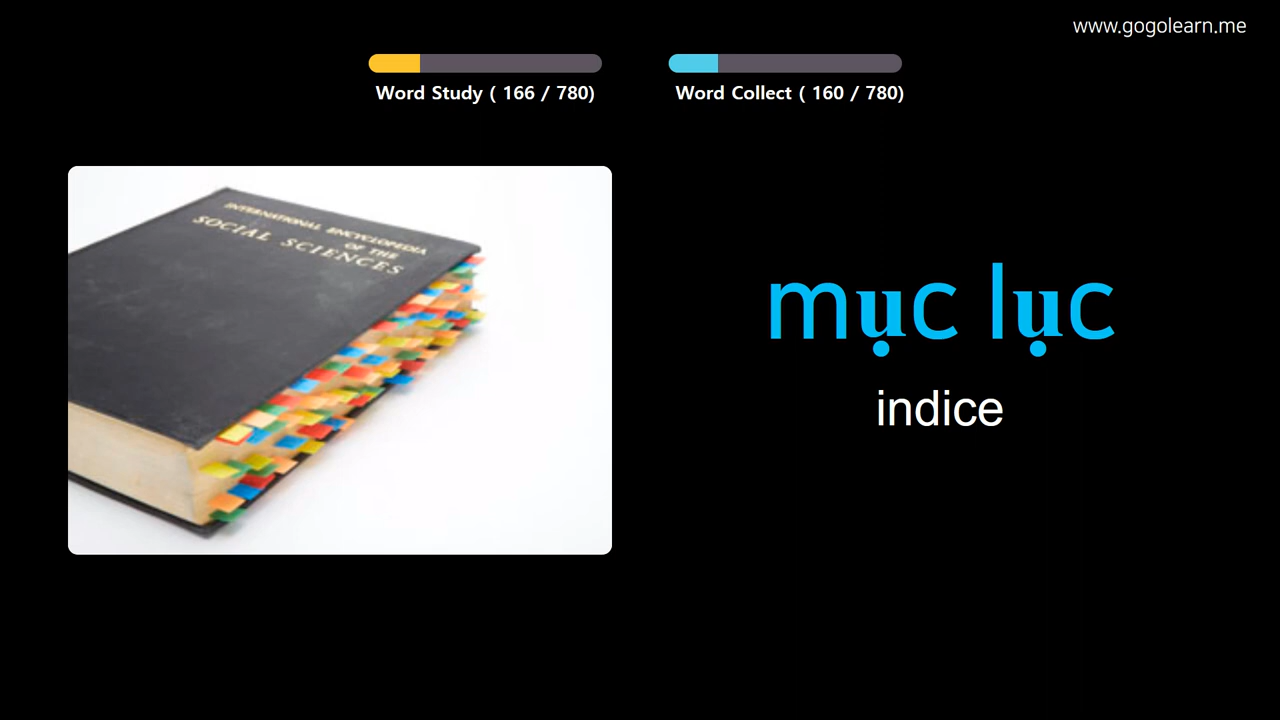 www.gogolearn.me
Word Study ( 166 / 780)
Word Collect ( 160 / 780)
INTERNATIONAL ENCYCLOPEDIA
OF THE
SOCIAL SCIENCES
mục lục
indice